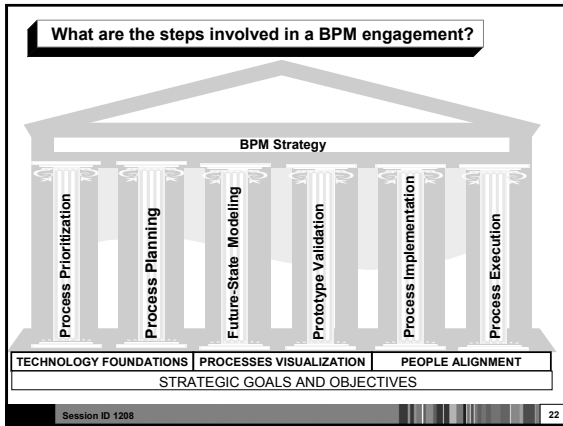 What are the steps involved in a BPM engagement?
BPM Strategy
Process Prioritization
Process Planning
Future-State Modeling
Prototype Validation
Process Implementation
Process Execution
TECHNOLOGY FOUNDATIONS PROCESSES VISUALIZATION PEOPLE ALIGNMENT
STRATEGIC GOALS AND OBJECTIVES
Session ID 1208 22